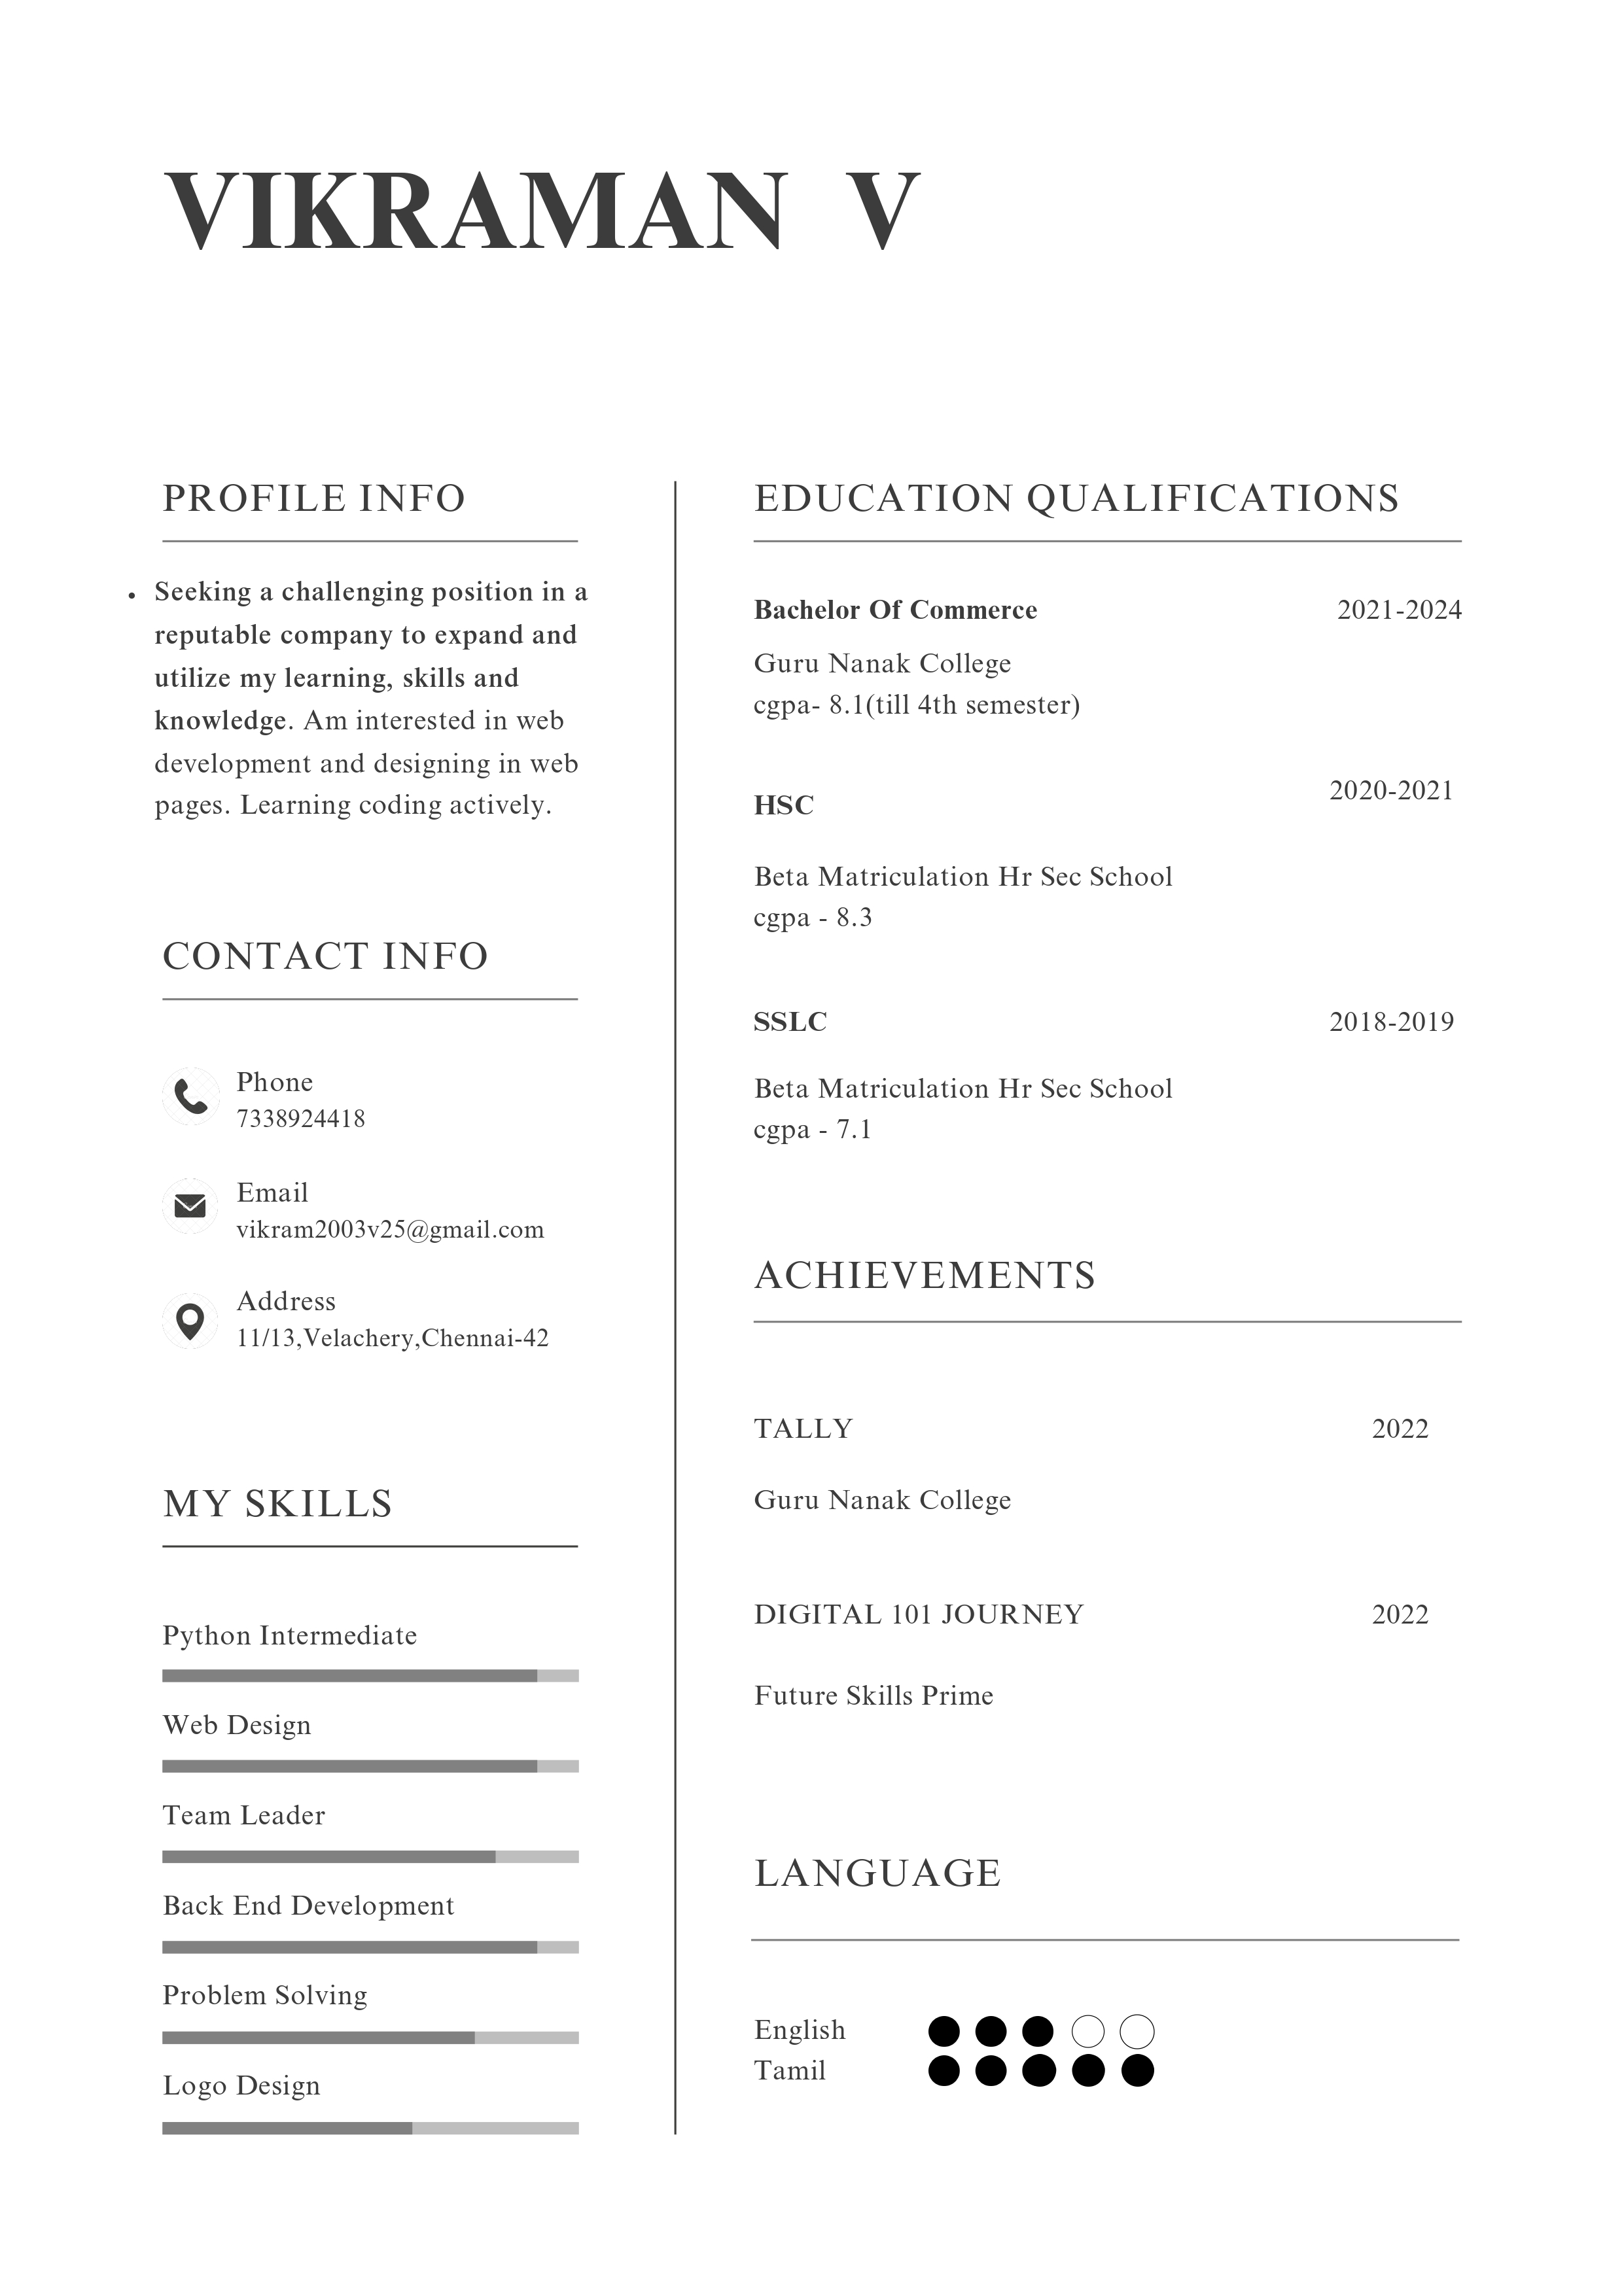 VIKRAMAN V
PROFILE INFO
• Seeking a challenging position in a
reputable company to expand and
utilize my learning, skills and
knowledge. Am interested in web
development and designing in web
pages. Learning coding actively.
CONTACT INFO
Phone
7338924418
Email
vikram2003v25@gmail.com
Address
11/13,Velachery,Chennai-42
MY SKILLS
Python Intermediate
Web Design
Team Leader
Back End Development
Problem Solving
Logo Design
EDUCATION QUALIFICATIONS
Bachelor Of Commerce 2021-2024
Guru Nanak College
cgpa- 8.1(till 4th semester)
HSC 2020-2021
Beta Matriculation Hr Sec School
cgpa - 8.3
SSLC 2018-2019
Beta Matriculation Hr Sec School
cgpa - 7.1
ACHIEVEMENTS
TALLY 2022
Guru Nanak College
DIGITAL 101 JOURNEY 2022
Future Skills Prime
LANGUAGE
English
Tamil